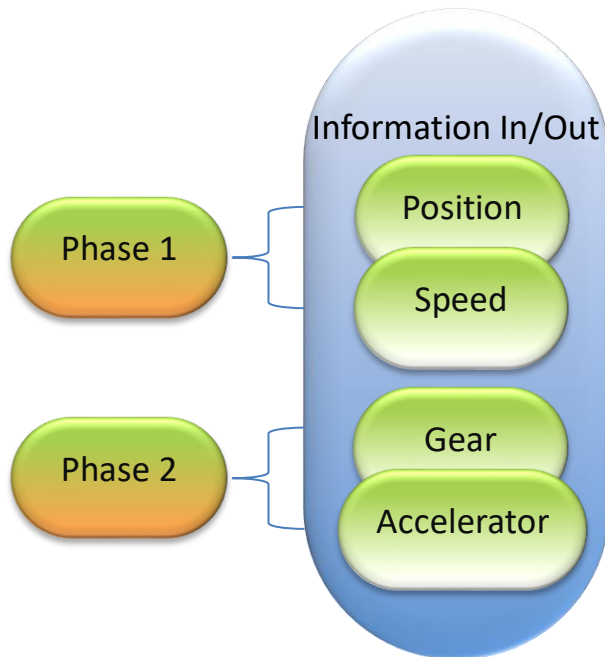 Information In/Out
Phase 1
Position
Speed
Phase 2
Gear
Accelerator